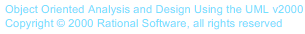 Object Oriented Analysis and Design Using the UML v2000
Copyright © 2000 Rational Software, all rights reserved